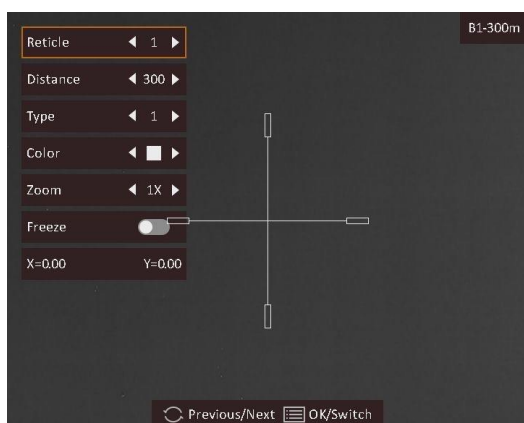 B1-300m
Reticle 1
Distance 300
Type 1
Color
Zoom 1X
Freeze
X=0.00 Y=0.00
Previous/Next OK/Switch